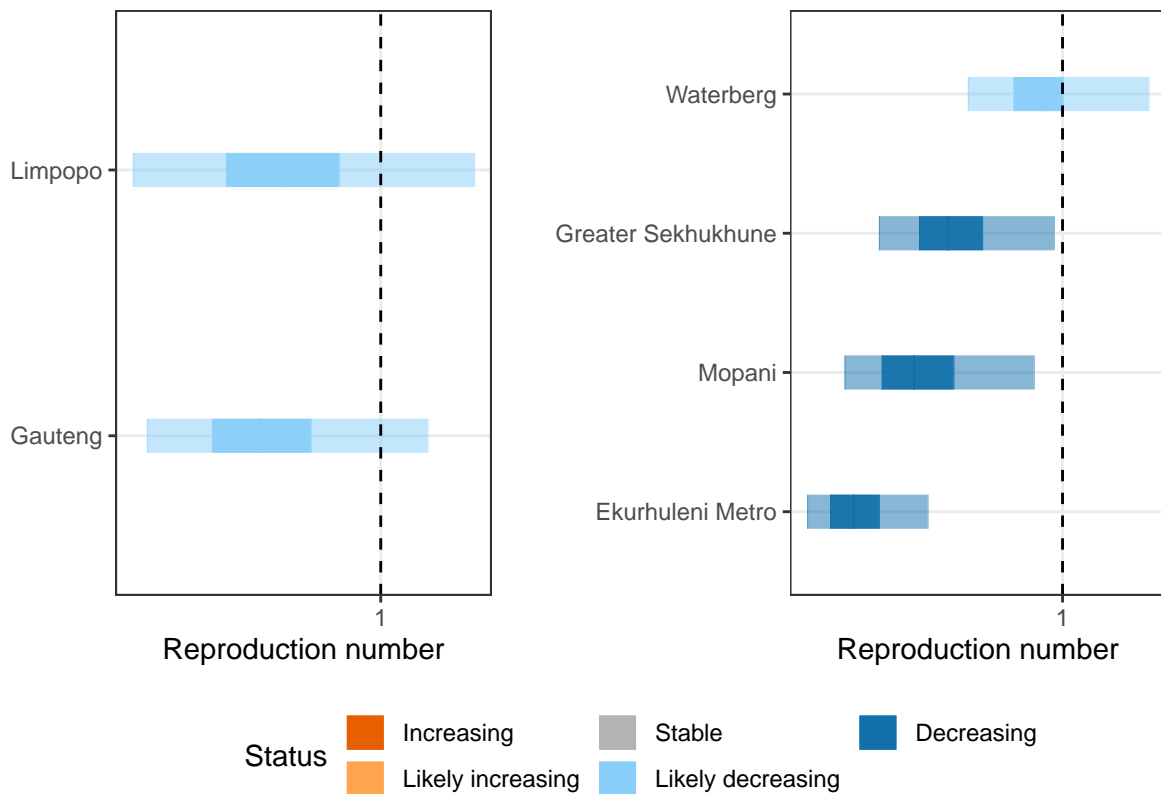 Limpopo
Gauteng
1
Reproduction number
Waterberg
Greater Sekhukhune
Mopani
Ekurhuleni Metro
1
Reproduction number
Status
Increasing
Stable
Decreasing
Likely increasing
Likely decreasing